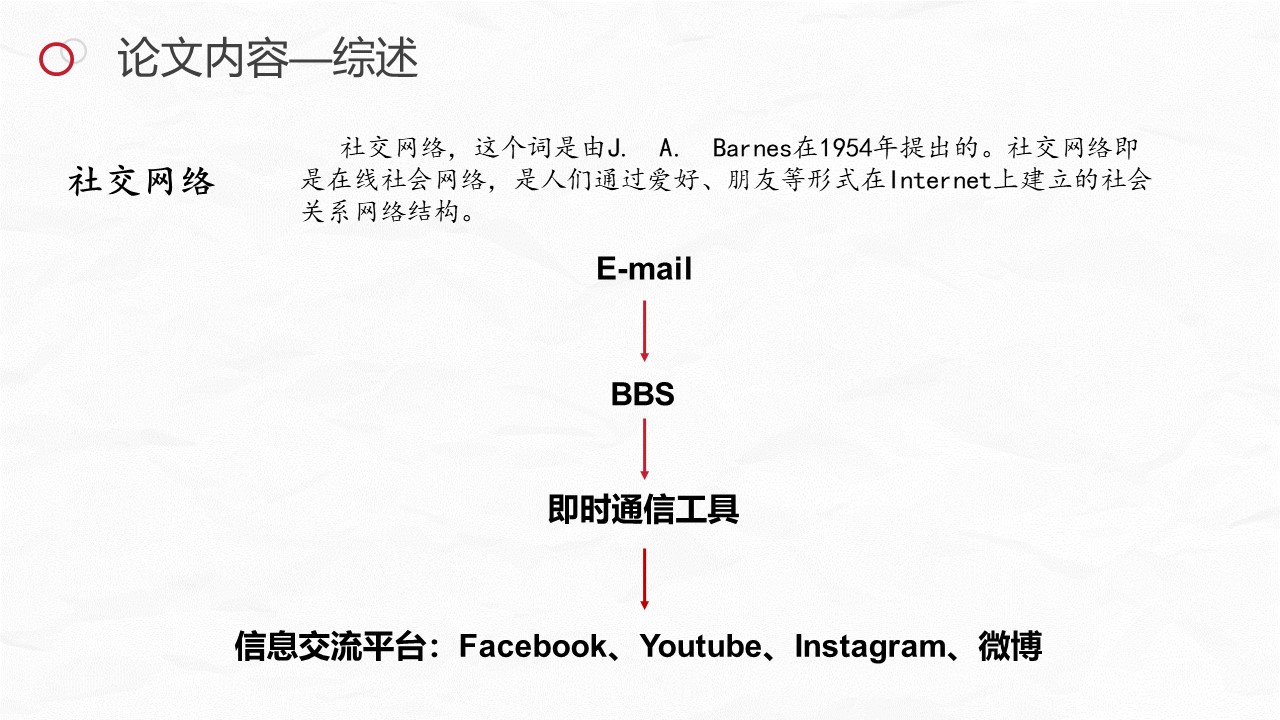 论文内容—综述
社交网络
社交网络，这个词是由J. A. Barnes在1954年提出的。社交网络即
是在线社会网络，是人们通过爱好、朋友等形式在Internet上建立的社会
关系网络结构。
E-mail
BBS
即时通信工具
信息交流平台：Facebook、Youtube、Instagram、微博